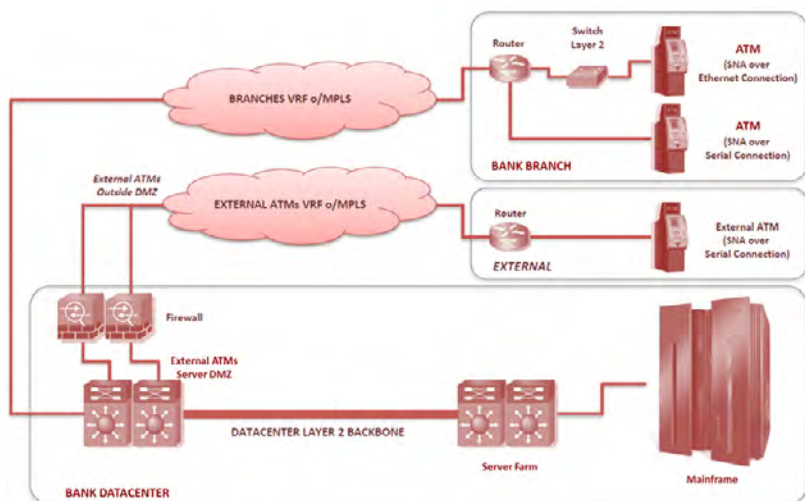 Switch
Layer 2
Router
ATM
(SNA over
Ethernet Connection)
BRANCHES VRF o/MPLS
ATM
(SNA over
Serial Connection)
BANK BRANCH
External ATMs
Outside DMZ
EXTERNAL ATMs VRF o/MPLS
Router
External ATM
(SNA over
Serial Connection)
EXTERNAL
Firewall
External ATMs
Server DMZ
DATACENTER LAYER 2 BACKBONE
Server Farm
Mainframe
BANK DATACENTER